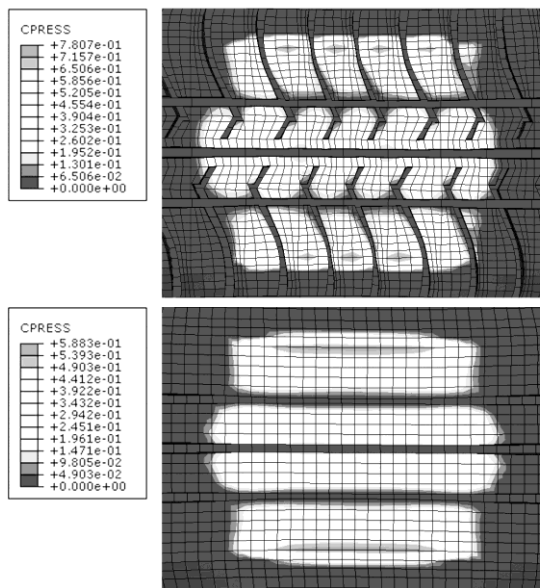 CPRESS
+7.807e-01
+7.157e-01
+6.506e-01
+5.856e-01
+5.205e-01
+4.554e-01
+3.904e-01
+3.253e-01
+2.602e-01
+1.952e-01
+1.301e-01
+6.506e-02
+0.000e+00
CPRESS
+5.883e-01
+5.393e-01
+4.903e-01
+4.412e-01
+3.922e-01
+3.432e-01
+2.942e-01
+2.451e-01
+1.961e-01
+1.471e-01
+9.805e-02
+4.903e-02
+0.000e+00